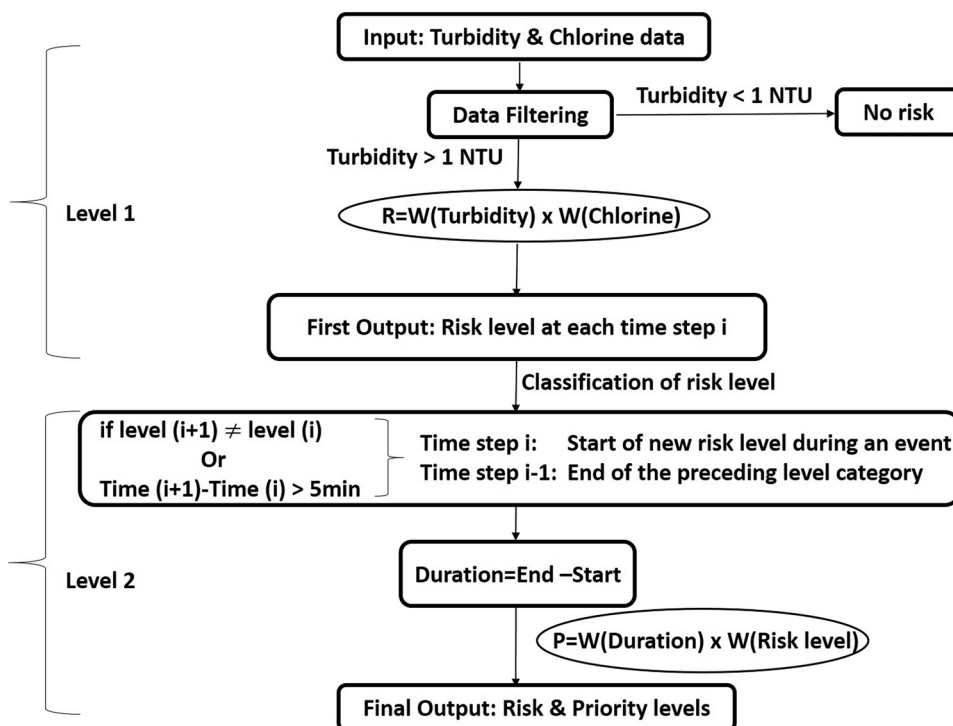 Input: Turbidity & Chlorine data
Data Filtering
Turbidity < 1 NTU
No risk
Turbidity > 1 NTU
Level 1
R=W(Turbidity) x W(Chlorine)
First Output: Risk level at each time step i
Classification of risk level
if level (i+1) ≠ level (i)
Or
Time (i+1)-Time (i) > 5min
Time step i: Start of new risk level during an event
Time step i-1: End of the preceding level category
Level 2
Duration=End –Start
P=W(Duration) x W(Risk level)
Final Output: Risk & Priority levels